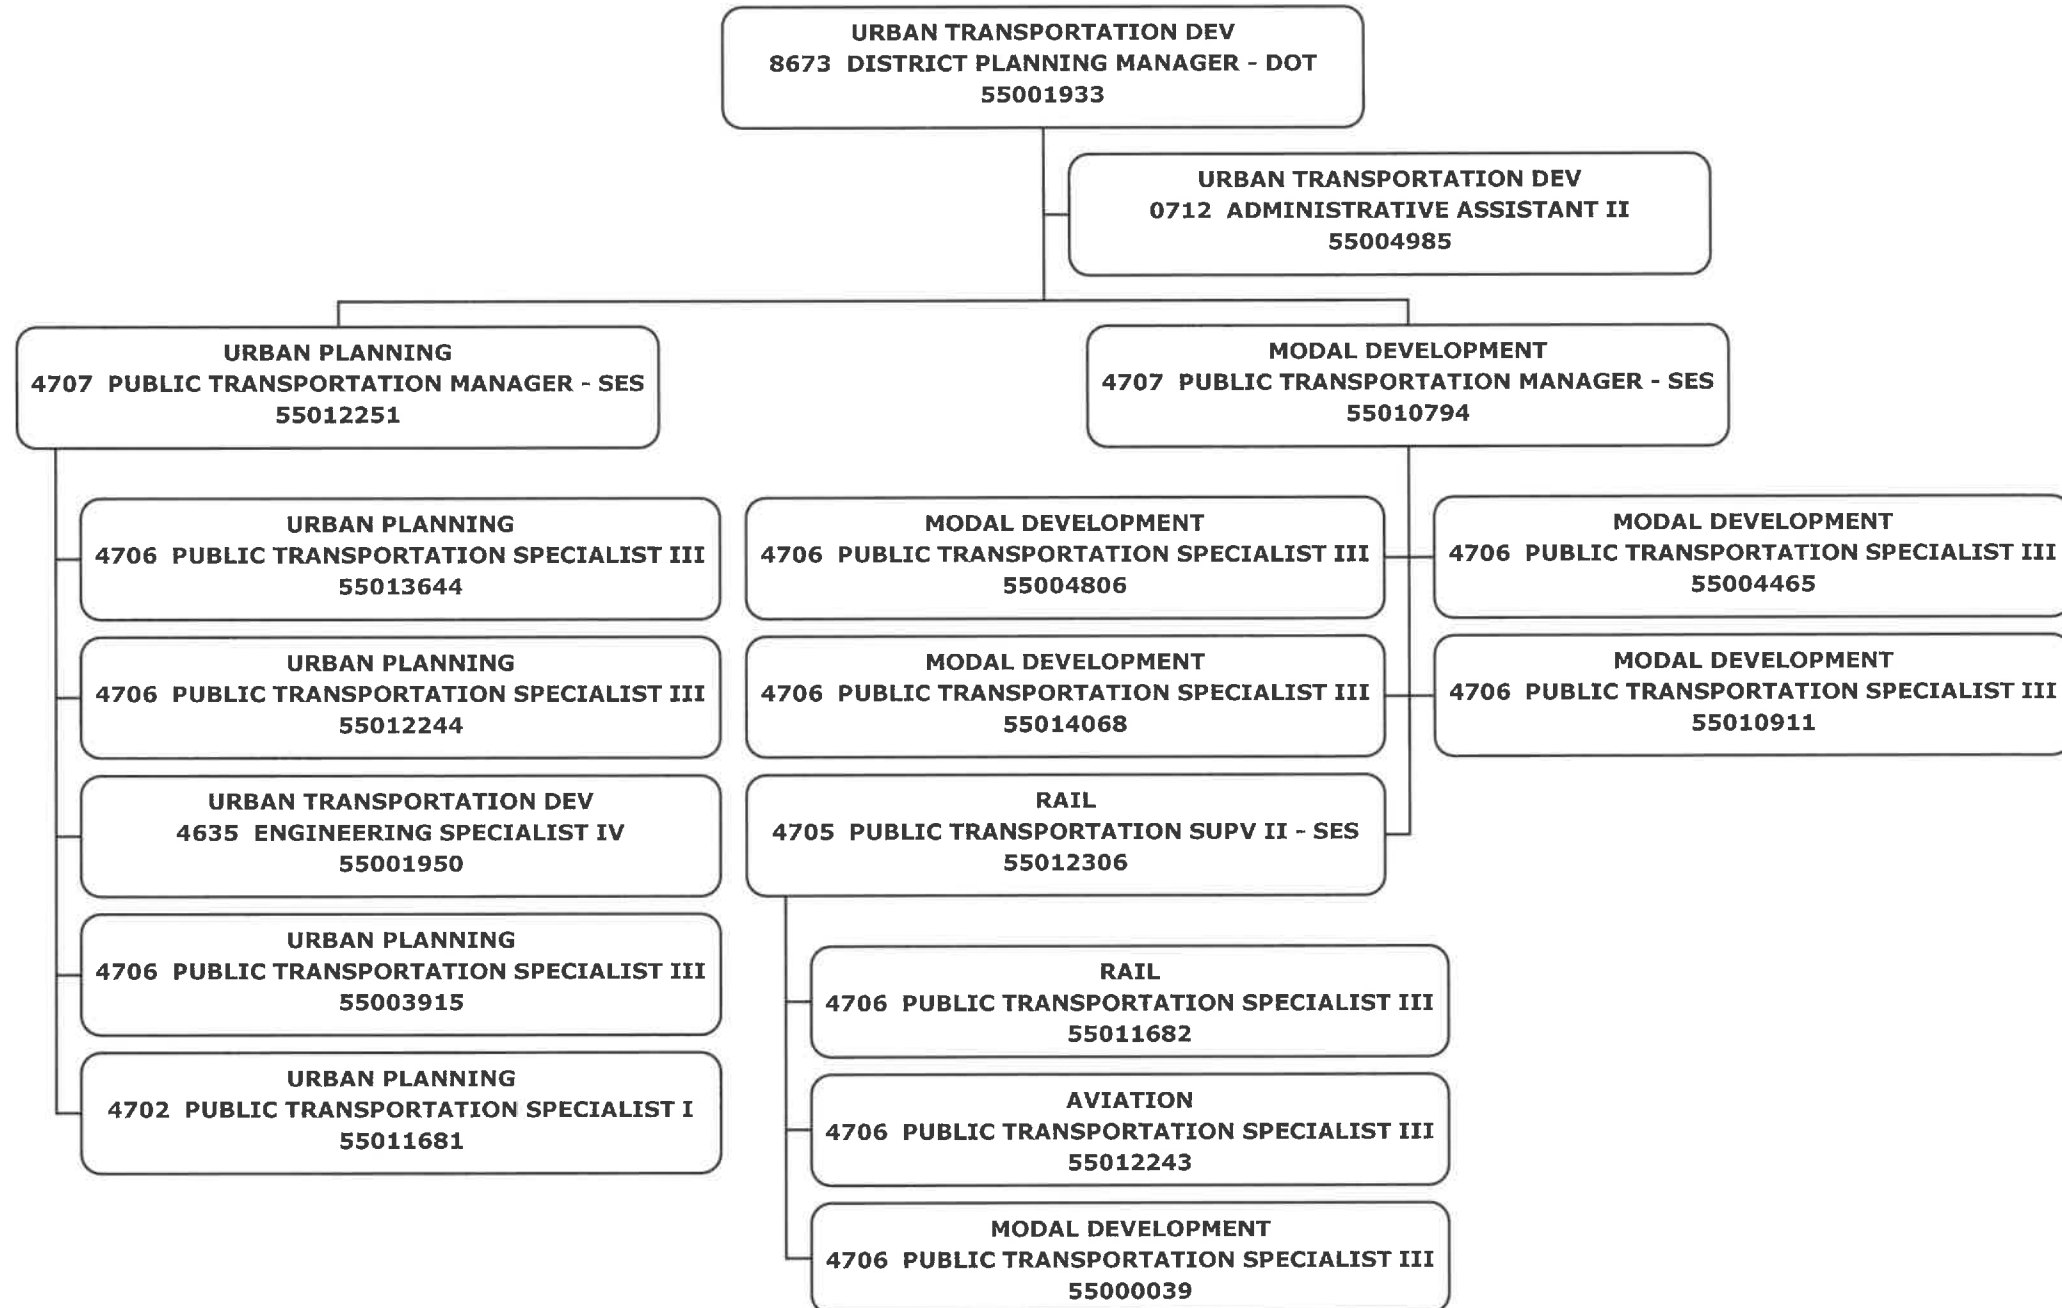 URBAN TRANSPORTATION DEV
8673 DISTRICT PLANNING MANAGER - DOT
55001933
URBAN TRANSPORTATION DEV
0712 ADMINISTRATIVE ASSISTANT II
55004985
URBAN PLANNING
4707 PUBLIC TRANSPORTATION MANAGER - SES
55012251
MODAL DEVELOPMENT
4707 PUBLIC TRANSPORTATION MANAGER - SES
55010794
URBAN PLANNING
4706 PUBLIC TRANSPORTATION SPECIALIST III
55013644
URBAN PLANNING
4706 PUBLIC TRANSPORTATION SPECIALIST III
55012244
URBAN TRANSPORTATION DEV
4635 ENGINEERING SPECIALIST IV
55001950
URBAN PLANNING
4706 PUBLIC TRANSPORTATION SPECIALIST III
55003915
URBAN PLANNING
4702 PUBLIC TRANSPORTATION SPECIALIST I
55011681
MODAL DEVELOPMENT
4706 PUBLIC TRANSPORTATION SPECIALIST III
55004806
MODAL DEVELOPMENT
4706 PUBLIC TRANSPORTATION SPECIALIST III
55004465
MODAL DEVELOPMENT
4706 PUBLIC TRANSPORTATION SPECIALIST III
55014068
MODAL DEVELOPMENT
4706 PUBLIC TRANSPORTATION SPECIALIST III
55010911
RAIL
4705 PUBLIC TRANSPORTATION SUPV II - SES
55012306
RAIL
4706 PUBLIC TRANSPORTATION SPECIALIST III
55011682
AVIATION
4706 PUBLIC TRANSPORTATION SPECIALIST III
55012243
MODAL DEVELOPMENT
4706 PUBLIC TRANSPORTATION SPECIALIST III
55000039